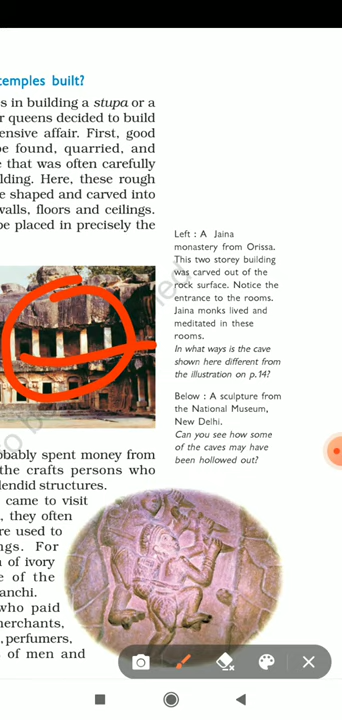 temples built?
s in building a stupa or a
r queens decided to build
ensive affair. First, good
be found, quarried, and
e that was often carefully
lding. Here, these rough
e shaped and carved into
walls, floors and ceilings.
be placed in precisely the
Left : A Jaina
monastery from Orissa.
This two storey building
was carved out of the
rock surface. Notice the
entrance to the rooms.
Jaina monks lived and
meditated in these
rooms.
In what ways is the cave
shown here different from
the illustration on p.14?
Below : A sculpture from
the National Museum,
New Delhi.
Can you see how some
of the caves may have
been hollowed out?
obably spent money from
the crafts persons who
lendid structures.
came to visit
, they often
re used to
ngs. For
n of ivory
e of the
anchi.
who paid
erchants,
, perfumers,
of men and